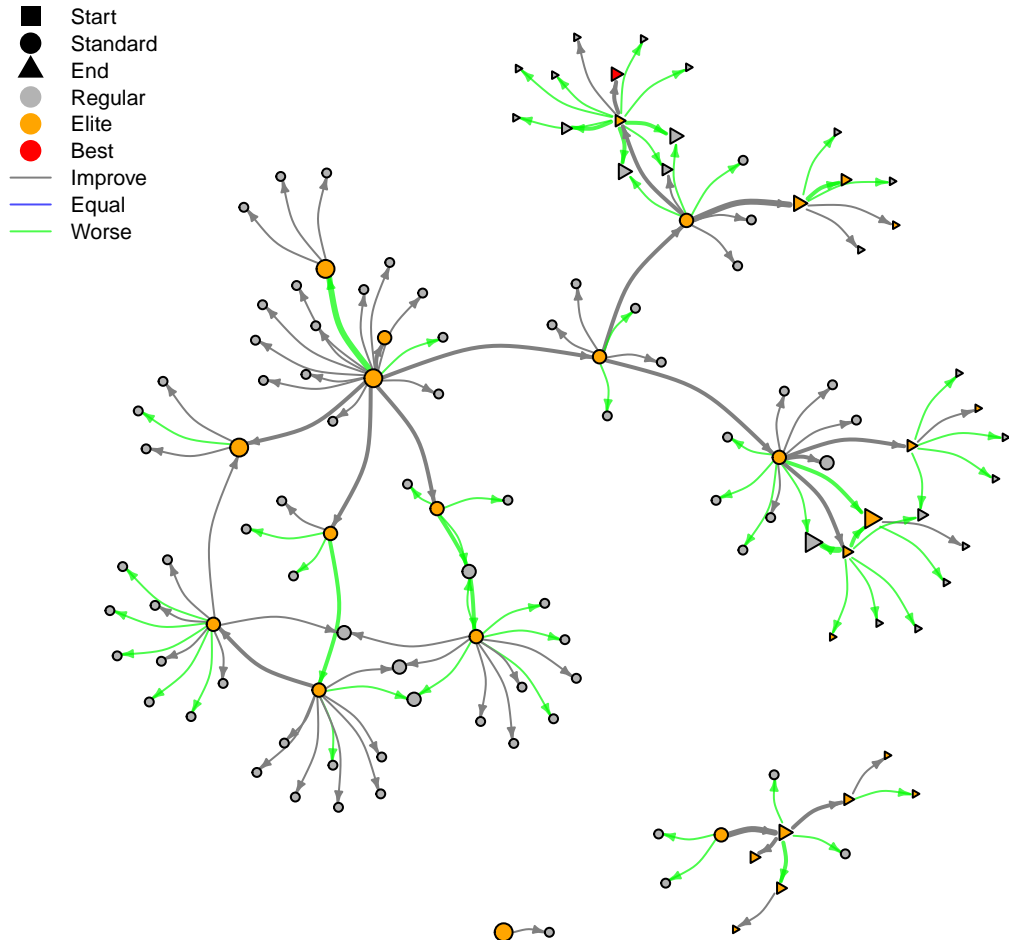 Start
Standard
End
Regular
Elite
Best
Improve
Equal
Worse